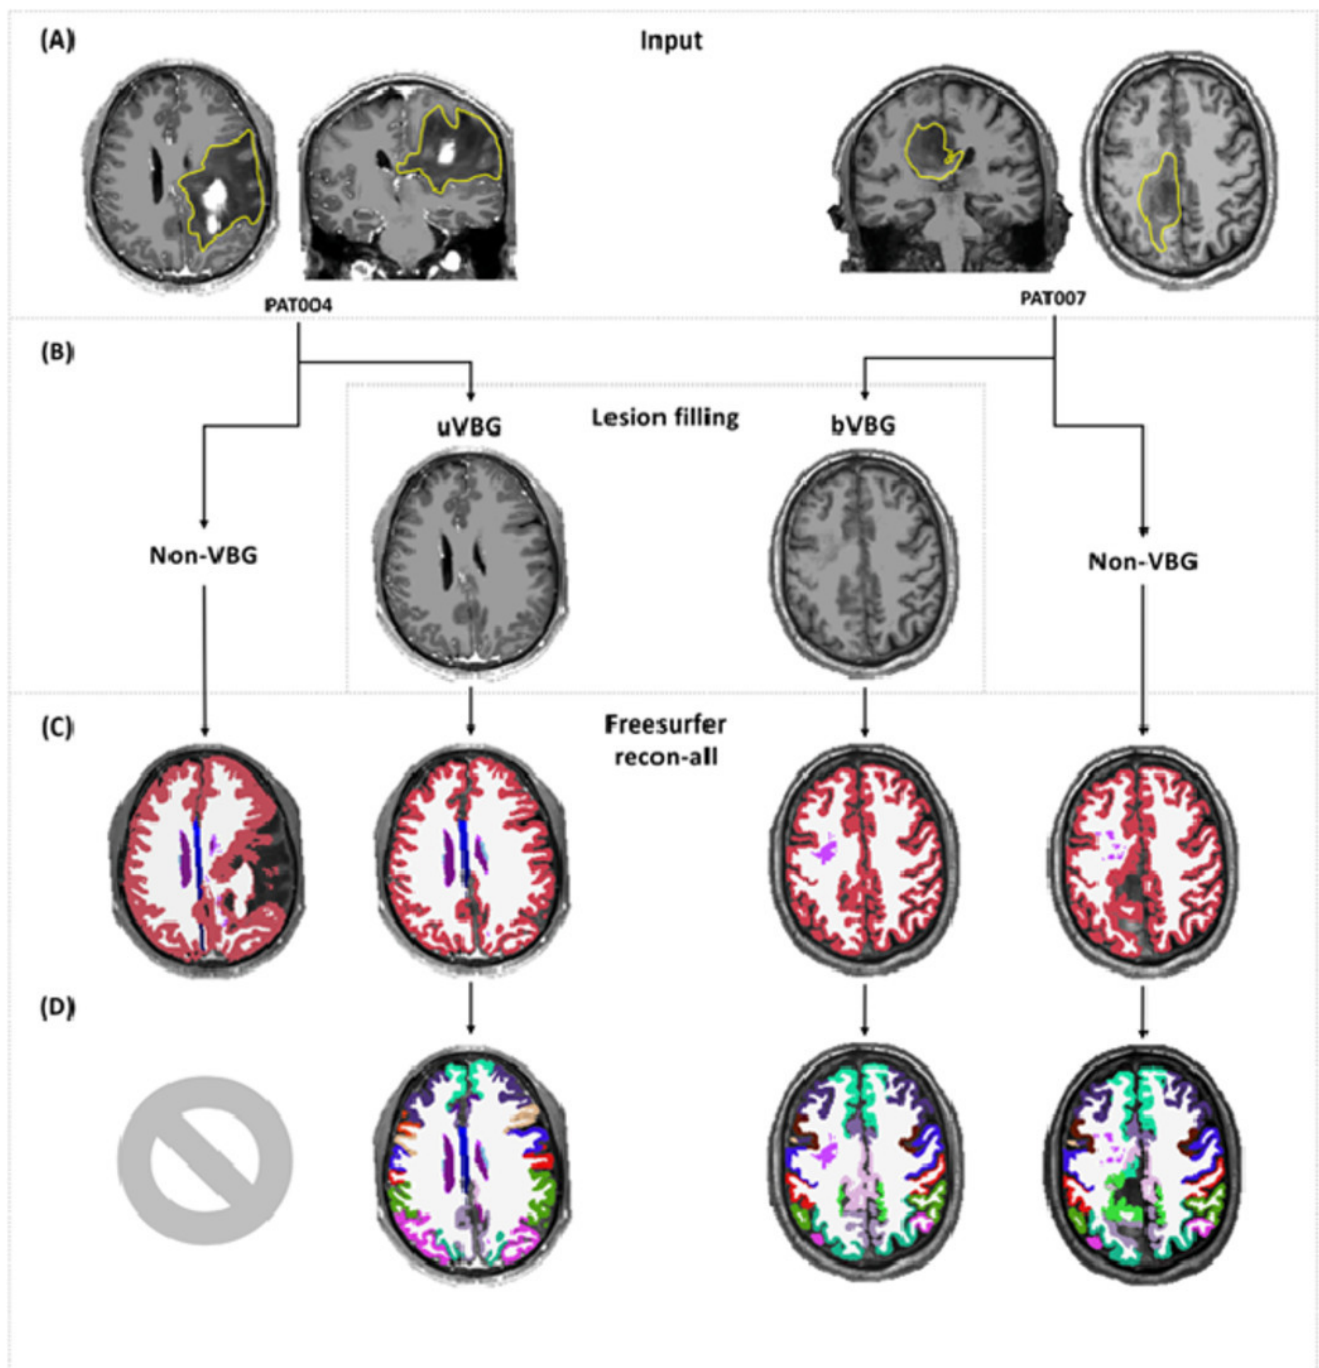 (A)
Input
PAT004
PAT007
(B)
Lesion filling
uVBG
bVBG
Non-VBG
Non-VBG
(C)
Freesurfer
recon-all
(D)